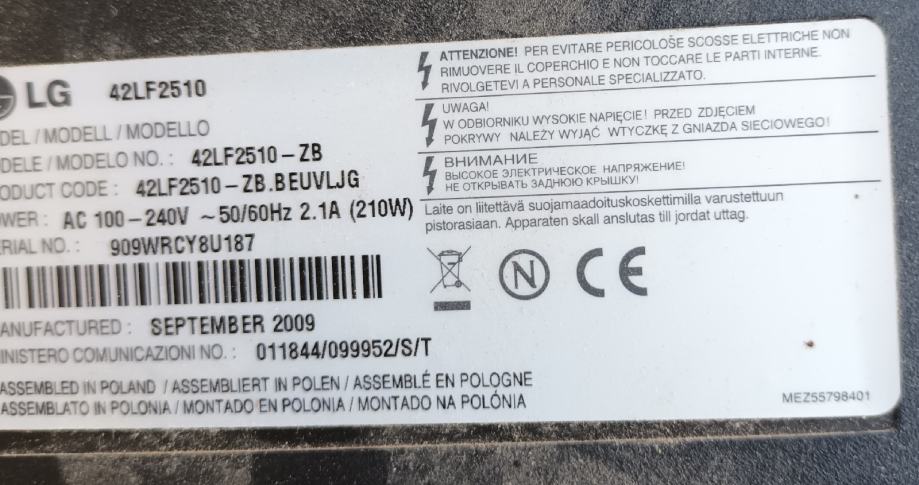 LG 42LF2510
DEL / MODELL / MODELLO
DELE / MODELO NO. : 42LF2510-ZB
ODUCT CODE : 42LF2510-ZB.BEUVLJG
WER : AC 100-240V ~50/60Hz 2.1A (210W)
RIAL NO. : 909WRCY8U187
ANUFACTURED : SEPTEMBER 2009
INISTERO COMUNICAZIONI NO. : 011844/099952/S/T
ASSEMBLED IN POLAND / ASSEMBLIERT IN POLEN / ASSEMBLÉ EN POLOGNE
ASSEMBLATO IN POLONIA / MONTADO EN POLONIA / MONTADO NA POLÓNIA
ATTENZIONE! PER EVITARE PERICOLOSE SCOSSE ELETTRICHE NON
RIMUOVERE IL COPERCHIO E NON TOCCARE LE PARTI INTERNE.
RIVOLGETEVI A PERSONALE SPECIALIZZATO.
UWAGA!
W ODBIORNIKU WYSOKIE NAPIĘCIE! PRZED ZDJĘCIEM
POKRYWY NALEŻY WYJĄĆ WTYCZKĘ Z GNIAZDA SIECIOWEGO!
ВНИМАНИЕ
ВЫСОКОЕ ЭЛЕКТРИЧЕСКОЕ НАПРЯЖЕНИЕ!
НЕ ОТКРЫВАТЬ ЗАДНЮЮ КРЫШКУ!
Laite on liitettävä suojamaadoituskoskettimilla varustettuun
pistorasiaan. Apparaten skall anslutas till jordat uttag.
N CE
MEZ55798401